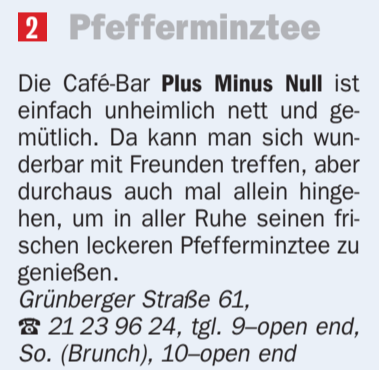 2 Pfefferminztee
Die Café-Bar Plus Minus Null ist
einfach unheimlich nett und ge-
mütlich. Da kann man sich wun-
derbar mit Freunden treffen, aber
durchaus auch mal allein hinge-
hen, um in aller Ruhe seinen fri-
schen leckeren Pfefferminztee zu
genießen.
Grünberger Straße 61,
☎ 21 23 96 24, tgl. 9–open end,
So. (Brunch), 10–open end